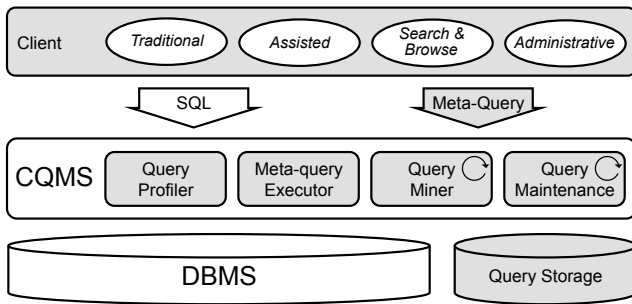 Client
Traditional
Assisted
Search &
Browse
Administrative
SQL
Meta-Query
CQMS
Query
Profiler
Meta-query
Executor
Query
Miner
Query
Maintenance
DBMS
Query Storage